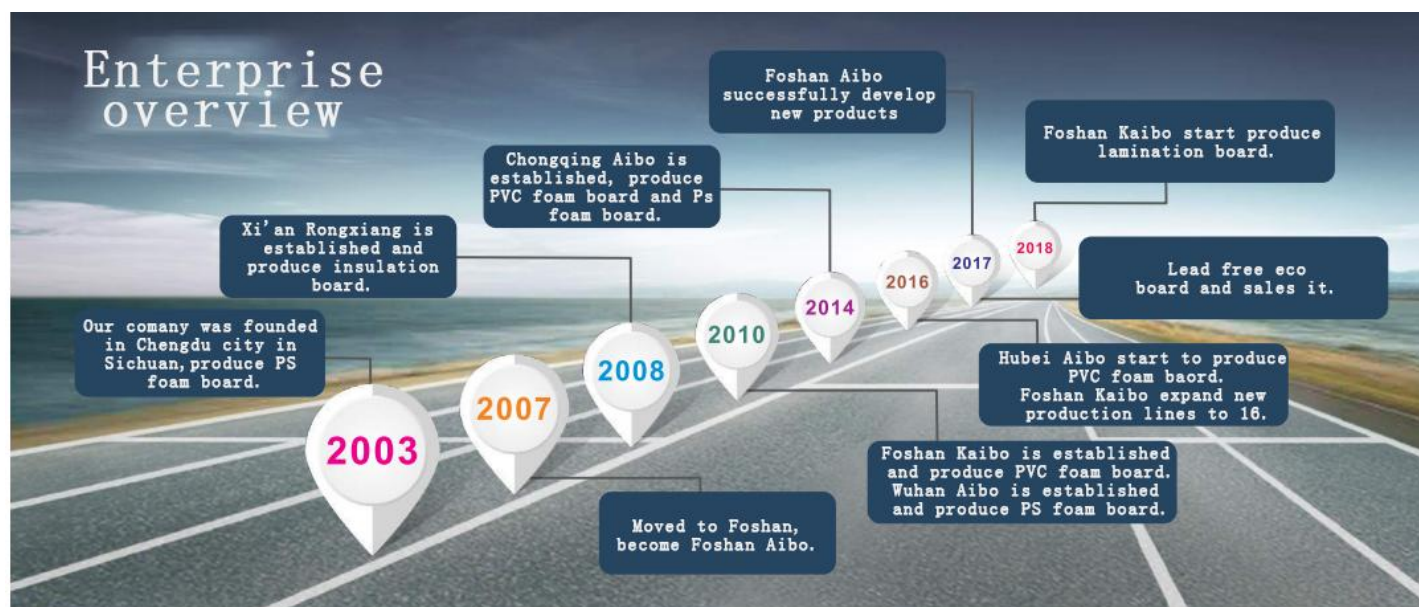 Enterprise
overview
Our comany was founded
in Chengdu city in
Sichuan,produce PS
foam board.
2003
2007
Moved to Foshan,
become Foshan Aibo.
Xi'an Rongxiang is
established and
produce insulation
board.
2008
2010
Foshan Kaibo is established
and produce PVC foam board.
Wuhan Aibo is established
and produce PS foam board.
Chongqing Aibo is
established, produce
PVC foam board and Ps
foam board.
2014
2016
Hubei Aibo start to produce
PVC foam baord.
Foshan Kaibo expand new
production lines to 16.
Foshan Aibo
successfully develop
new products
2017
Lead free eco
board and sales it.
Foshan Kaibo start produce
lamination board.
2018